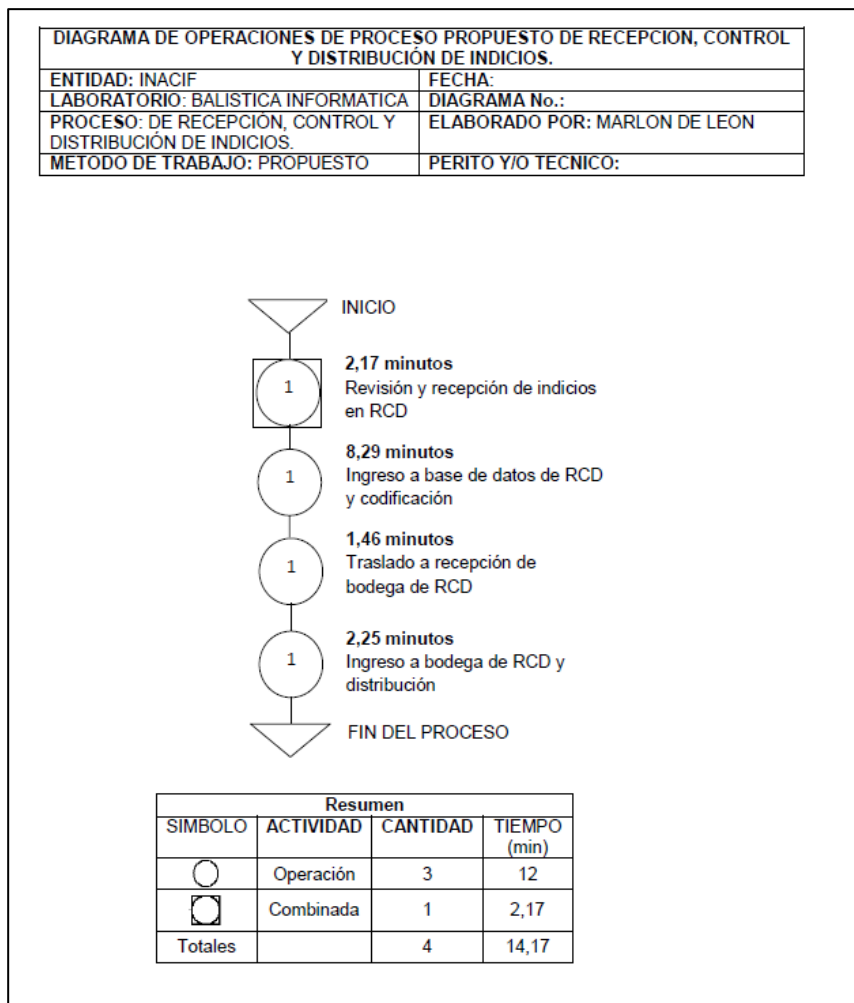 DIAGRAMA DE OPERACIONES DE PROCESO PROPUESTO DE RECEPCION, CONTROL
Y DISTRIBUCIÓN DE INDICIOS.
ENTIDAD: INACIF
FECHA:
LABORATORIO: BALISTICA INFORMATICA
DIAGRAMA No.:
PROCESO: DE RECEPCIÓN, CONTROL Y
DISTRIBUCIÓN DE INDICIOS.
ELABORADO POR: MARLON DE LEON
METODO DE TRABAJO: PROPUESTO
PERITO Y/O TECNICO:
INICIO
1
2,17 minutos
Revisión y recepción de indicios
en RCD
1
8,29 minutos
Ingreso a base de datos de RCD
y codificación
1
1,46 minutos
Traslado a recepción de
bodega de RCD
1
2,25 minutos
Ingreso a bodega de RCD y
distribución
FIN DEL PROCESO
Resumen
SIMBOLO ACTIVIDAD CANTIDAD TIEMPO
(min)
Operación 3 12
Combinada 1 2,17
Totales 4 14,17